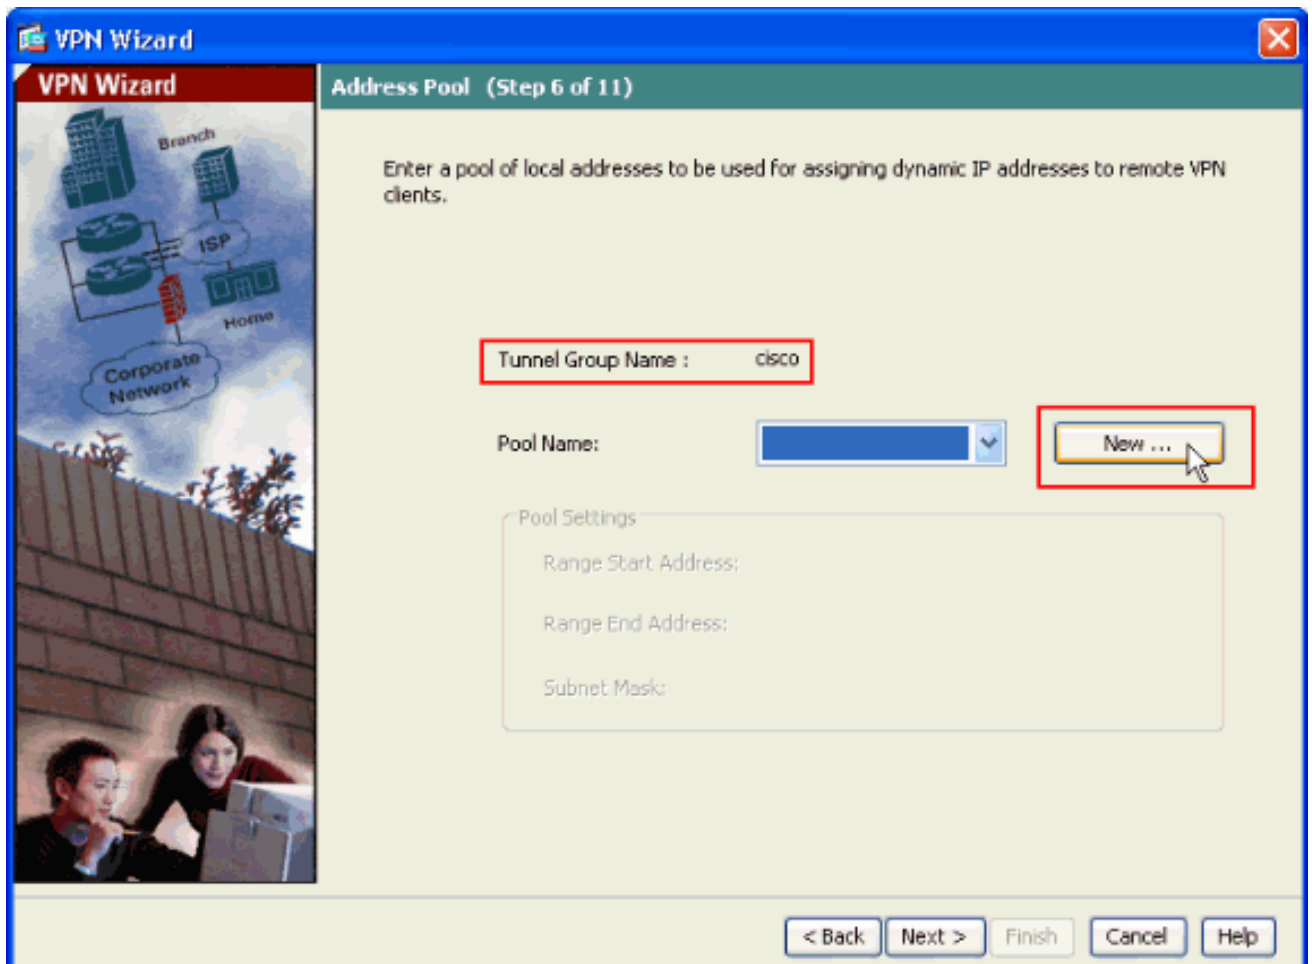 VPN Wizard
VPN Wizard
Address Pool (Step 6 of 11)
Branch
ISP
Home
Corporate
Network
Enter a pool of local addresses to be used for assigning dynamic IP addresses to remote VPN
clients.
Tunnel Group Name : cisco
Pool Name:
New ...
Pool Settings
Range Start Address:
Range End Address:
Subnet Mask:
< Back
Next >
Finish
Cancel
Help